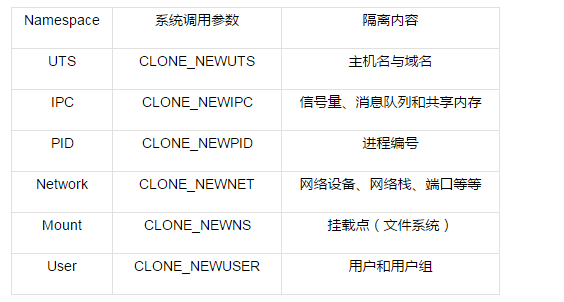 Namespace 系统调用参数 隔离内容
UTS CLONE_NEWUTS 主机名与域名
IPC CLONE_NEWIPC 信号量、消息队列和共享内存
PID CLONE_NEWPID 进程编号
Network CLONE_NEWNET 网络设备、网络栈、端口等等
Mount CLONE_NEWNS 挂载点（文件系统）
User CLONE_NEWUSER 用户和用户组